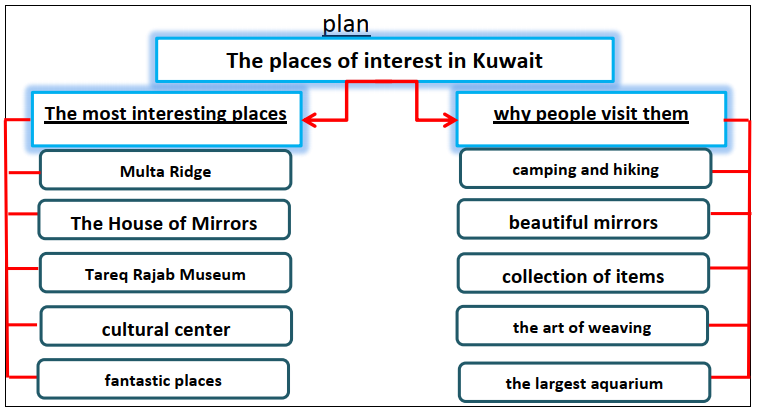 plan
The places of interest in Kuwait
The most interesting places
Multa Ridge
The House of Mirrors
Tareq Rajab Museum
cultural center
fantastic places
why people visit them
camping and hiking
beautiful mirrors
collection of items
the art of weaving
the largest aquarium